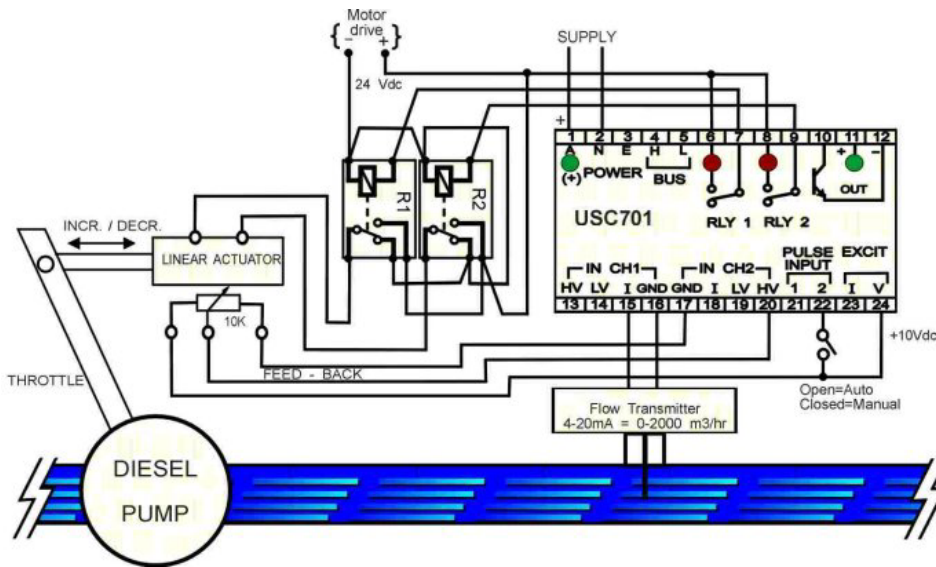 Motor
drive
{ - + }
24 Vdc
SUPPLY
+
1 2 3 4 5 6 7 8 9 10 11 12
A N E H L + -
(+) POWER BUS OUT
RLY 1 RLY 2
USC701
PULSE EXCIT
INPUT
IN CH1 IN CH2
HV LV I GND GND I LV HV 1 2 I V
13 14 15 16 17 18 19 20 21 22 23 24
+10Vdc
R1 R2
INCR. / DECR.
LINEAR ACTUATOR
10K
FEED - BACK
THROTTLE
Open=Auto
Closed=Manual
Flow Transmitter
4-20mA = 0-2000 m3/hr
DIESEL
PUMP